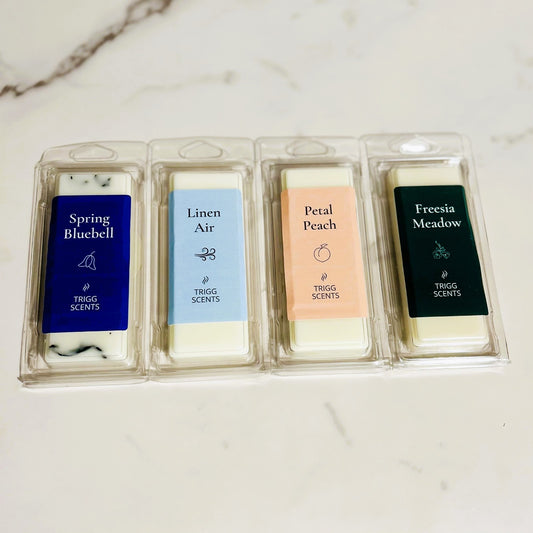 Spring
Bluebell
TRIGG
SCENTS
Linen
Air
TRIGG
SCENTS
Petal
Peach
TRIGG
SCENTS
Freesia
Meadow
TRIGG
SCENTS